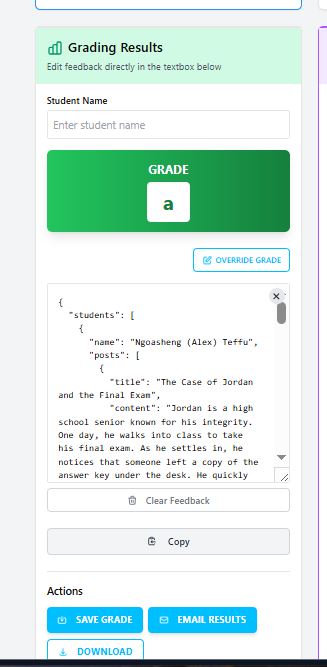 Grading Results
Edit feedback directly in the textbox below
Student Name
Enter student name
GRADE
a
OVERRIDE GRADE
{
"students": [
{
"name": "Ngoasheng (Alex) Teffu",
"posts": [
{
"title": "The Case of Jordan
and the Final Exam",
"content": "Jordan is a high
school senior known for his integrity.
One day, he walks into class to take
his final exam. As he settles in, he
notices that someone left a copy of the
answer key under the desk. He quickly
Clear Feedback
Copy
Actions
SAVE GRADE EMAIL RESULTS
DOWNLOAD